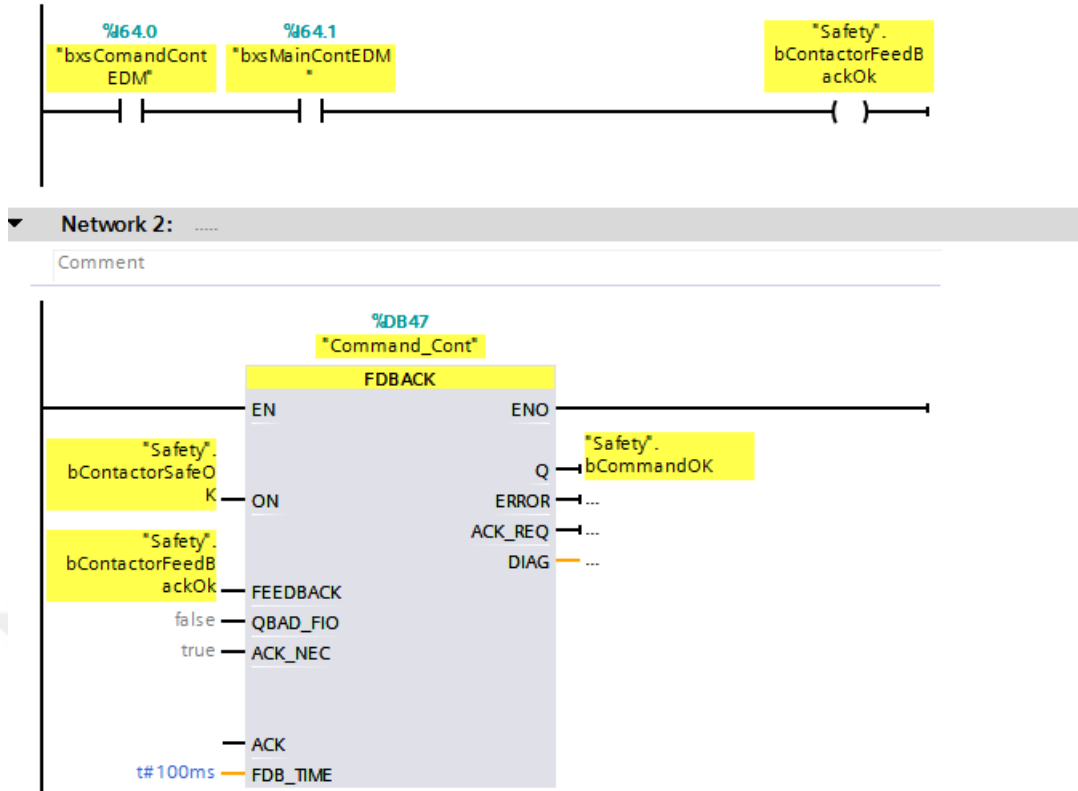 %I64.0
%I64.1
"Safety".
"bxsComandCont
"bxsMainContEDM
bContactorFeedB
EDM"
"
ackOk
Network 2: .....
Comment
%DB47
"Command_Cont"
FDBACK
EN
ENO
"Safety".
bContactorSafeO
K
ON
"Safety".
bCommandOK
Q
ERROR
...
"Safety".
bContactorFeedB
ackOk
FEEDBACK
ACK_REQ
...
DIAG
...
false
QBAD_FIO
true
ACK_NEC
ACK
t#100ms
FDB_TIME